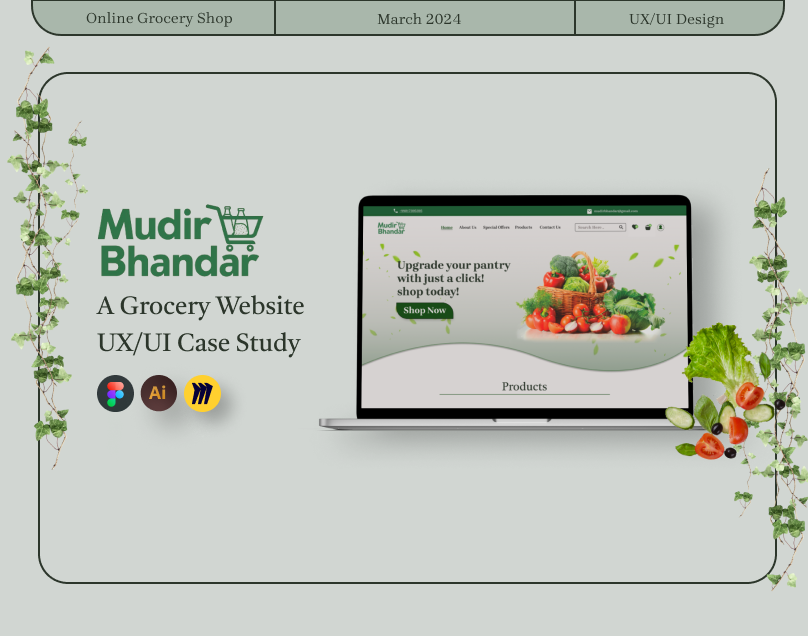 Online Grocery Shop
March 2024
UX/UI Design
Mudir
Bhandar
A Grocery Website
UX/UI Case Study
Ai
Mudir
Bhandar
Home About Us Special Offers Products Contact Us
Search Here...
Upgrade your pantry
with just a click!
shop today!
Shop Now
Products